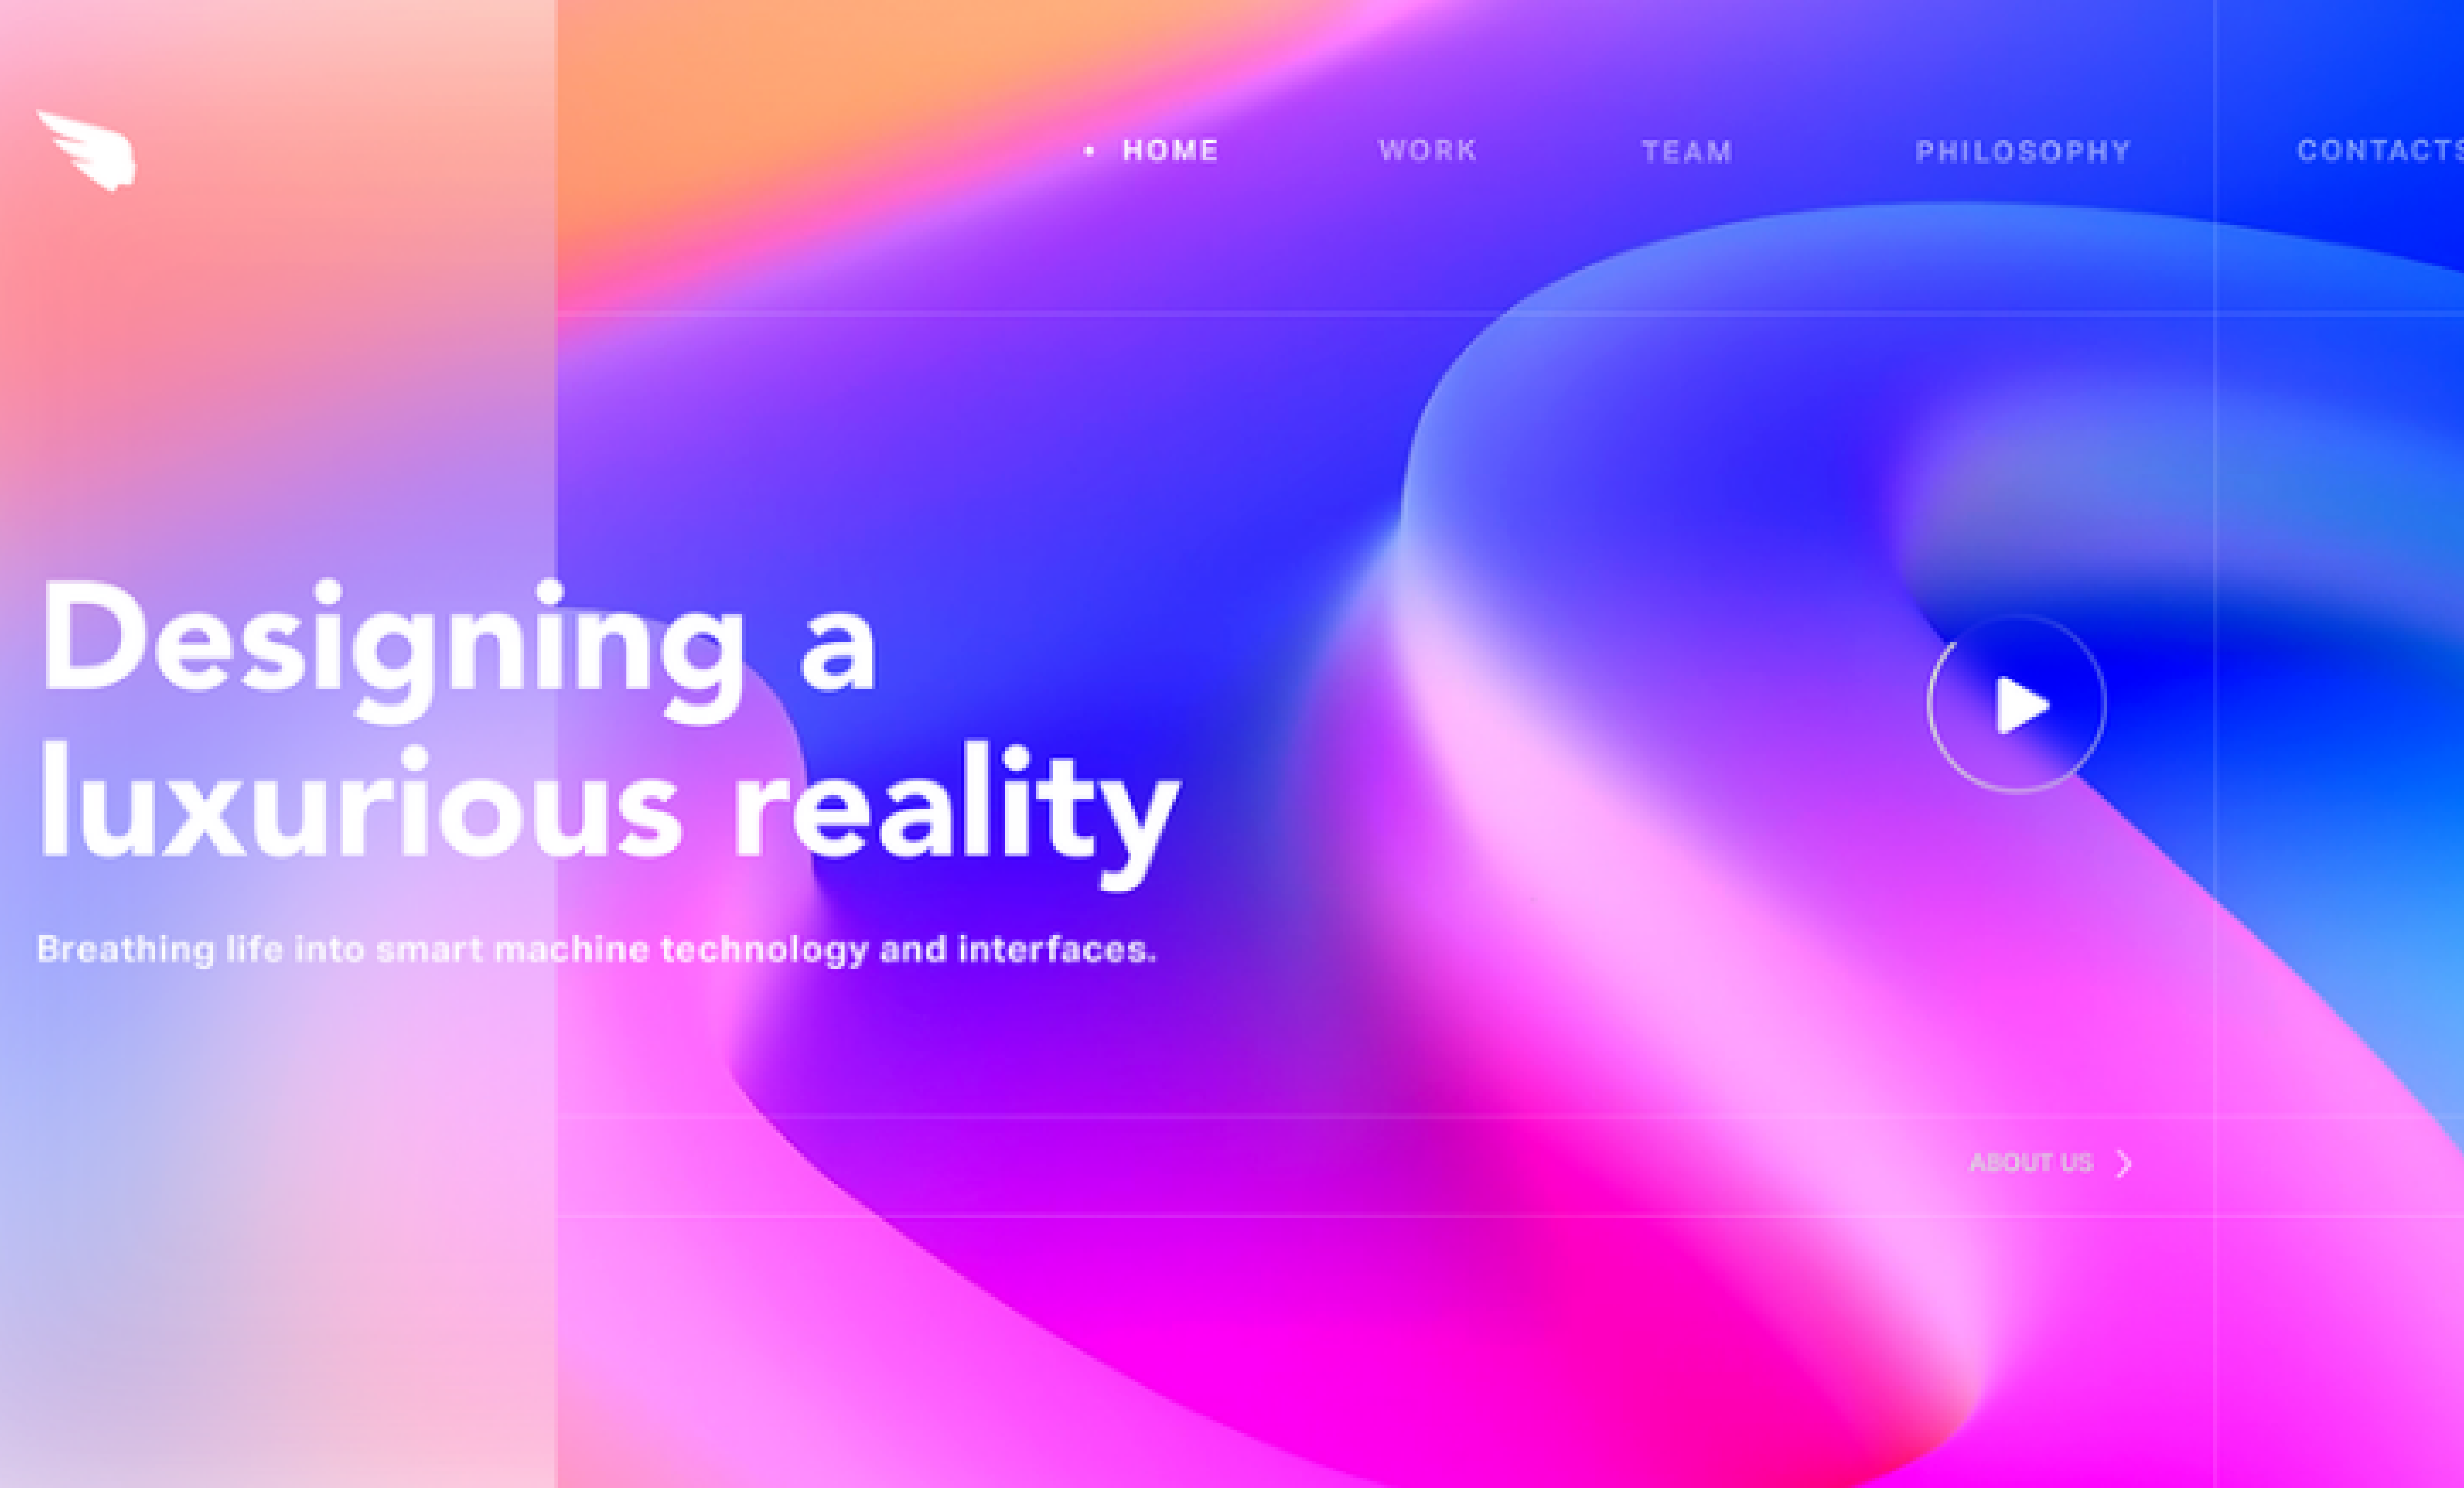 HOME WORK TEAM PHILOSOPHY CONTACTS
Designing a
luxurious reality
Breathing life into smart machine technology and interfaces.
ABOUT US